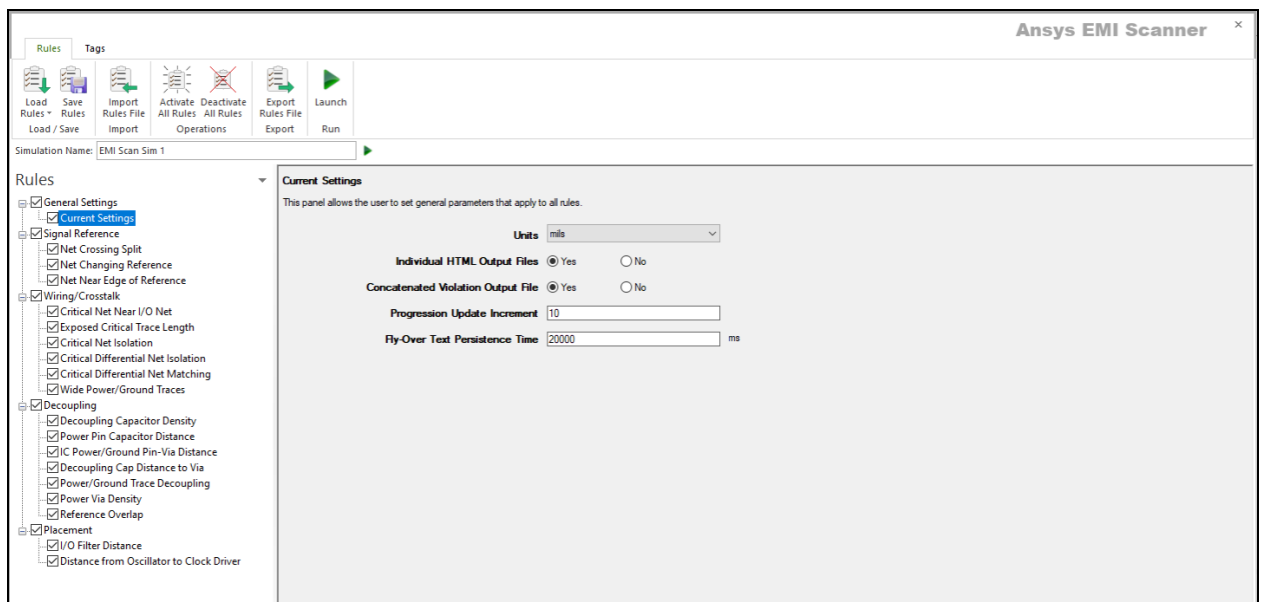 Ansys EMI Scanner ×
Rules Tags
Load Rules Save Rules Import Rules File Activate All Rules Deactivate All Rules Export Rules File Launch
Load / Save Import Operations Export Run
Simulation Name: EMI Scan Sim 1
Rules
General Settings
Current Settings
Signal Reference
Net Crossing Split
Net Changing Reference
Net Near Edge of Reference
Wiring/Crosstalk
Critical Net Near I/O Net
Exposed Critical Trace Length
Critical Net Isolation
Critical Differential Net Isolation
Critical Differential Net Matching
Wide Power/Ground Traces
Decoupling
Decoupling Capacitor Density
Power Pin Capacitor Distance
IC Power/Ground Pin-Via Distance
Decoupling Cap Distance to Via
Power/Ground Trace Decoupling
Power Via Density
Reference Overlap
Placement
I/O Filter Distance
Distance from Oscillator to Clock Driver
Current Settings
This panel allows the user to set general parameters that apply to all rules.
Units mils
Individual HTML Output Files Yes No
Concatenated Violation Output File Yes No
Progression Update Increment 10
Fly-Over Text Persistence Time 20000 ms